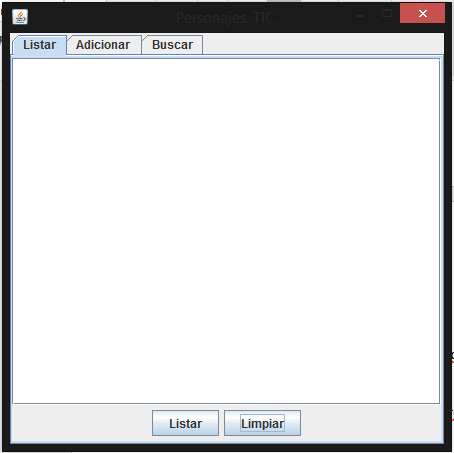 Personajes. TIC.
Listar Adicionar Buscar
Listar Limpiar